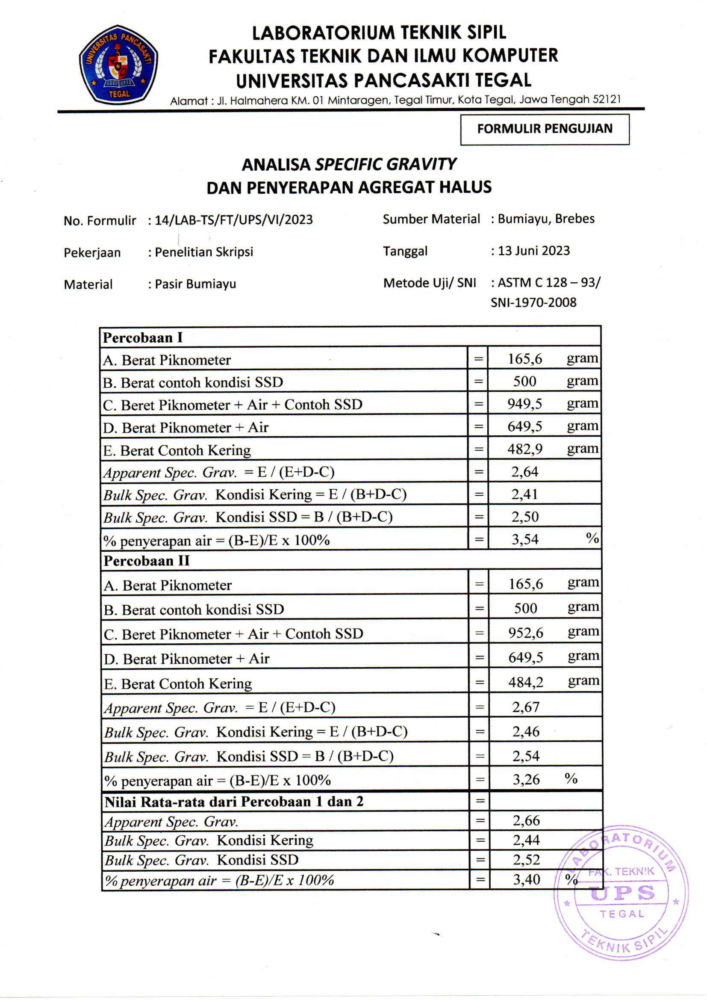 UNIVERSITAS PANCASAKTI
TEGAL
LABORATORIUM TEKNIK SIPIL
FAKULTAS TEKNIK DAN ILMU KOMPUTER
UNIVERSITAS PANCASAKTI TEGAL
Alamat : Jl. Halmahera KM. 01 Mintaragen, Tegal Timur, Kota Tegal, Jawa Tengah 52121
FORMULIR PENGUJIAN
ANALISA SPECIFIC GRAVITY
DAN PENYERAPAN AGREGAT HALUS
No. Formulir : 14/LAB-TS/FT/UPS/VI/2023 Sumber Material : Bumiayu, Brebes
Pekerjaan : Penelitian Skripsi Tanggal : 13 Juni 2023
Material : Pasir Bumiayu Metode Uji/ SNI : ASTM C 128 – 93/
SNI-1970-2008
Percobaan I
A. Berat Piknometer = 165,6 gram
B. Berat contoh kondisi SSD = 500 gram
C. Beret Piknometer + Air + Contoh SSD = 949,5 gram
D. Berat Piknometer + Air = 649,5 gram
E. Berat Contoh Kering = 482,9 gram
Apparent Spec. Grav. = E / (E+D-C) = 2,64
Bulk Spec. Grav. Kondisi Kering = E / (B+D-C) = 2,41
Bulk Spec. Grav. Kondisi SSD = B / (B+D-C) = 2,50
% penyerapan air = (B-E)/E x 100% = 3,54 %
Percobaan II
A. Berat Piknometer = 165,6 gram
B. Berat contoh kondisi SSD = 500 gram
C. Beret Piknometer + Air + Contoh SSD = 952,6 gram
D. Berat Piknometer + Air = 649,5 gram
E. Berat Contoh Kering = 484,2 gram
Apparent Spec. Grav. = E / (E+D-C) = 2,67
Bulk Spec. Grav. Kondisi Kering = E / (B+D-C) = 2,46
Bulk Spec. Grav. Kondisi SSD = B / (B+D-C) = 2,54
% penyerapan air = (B-E)/E x 100% = 3,26 %
Nilai Rata-rata dari Percobaan 1 dan 2 =
Apparent Spec. Grav. = 2,66
Bulk Spec. Grav. Kondisi Kering = 2,44
Bulk Spec. Grav. Kondisi SSD = 2,52
% penyerapan air = (B-E)/E x 100% = 3,40 %
LABORATORIUM
FAK. TEKNIK
UPS
TEGAL
TEKNIK SIPIL